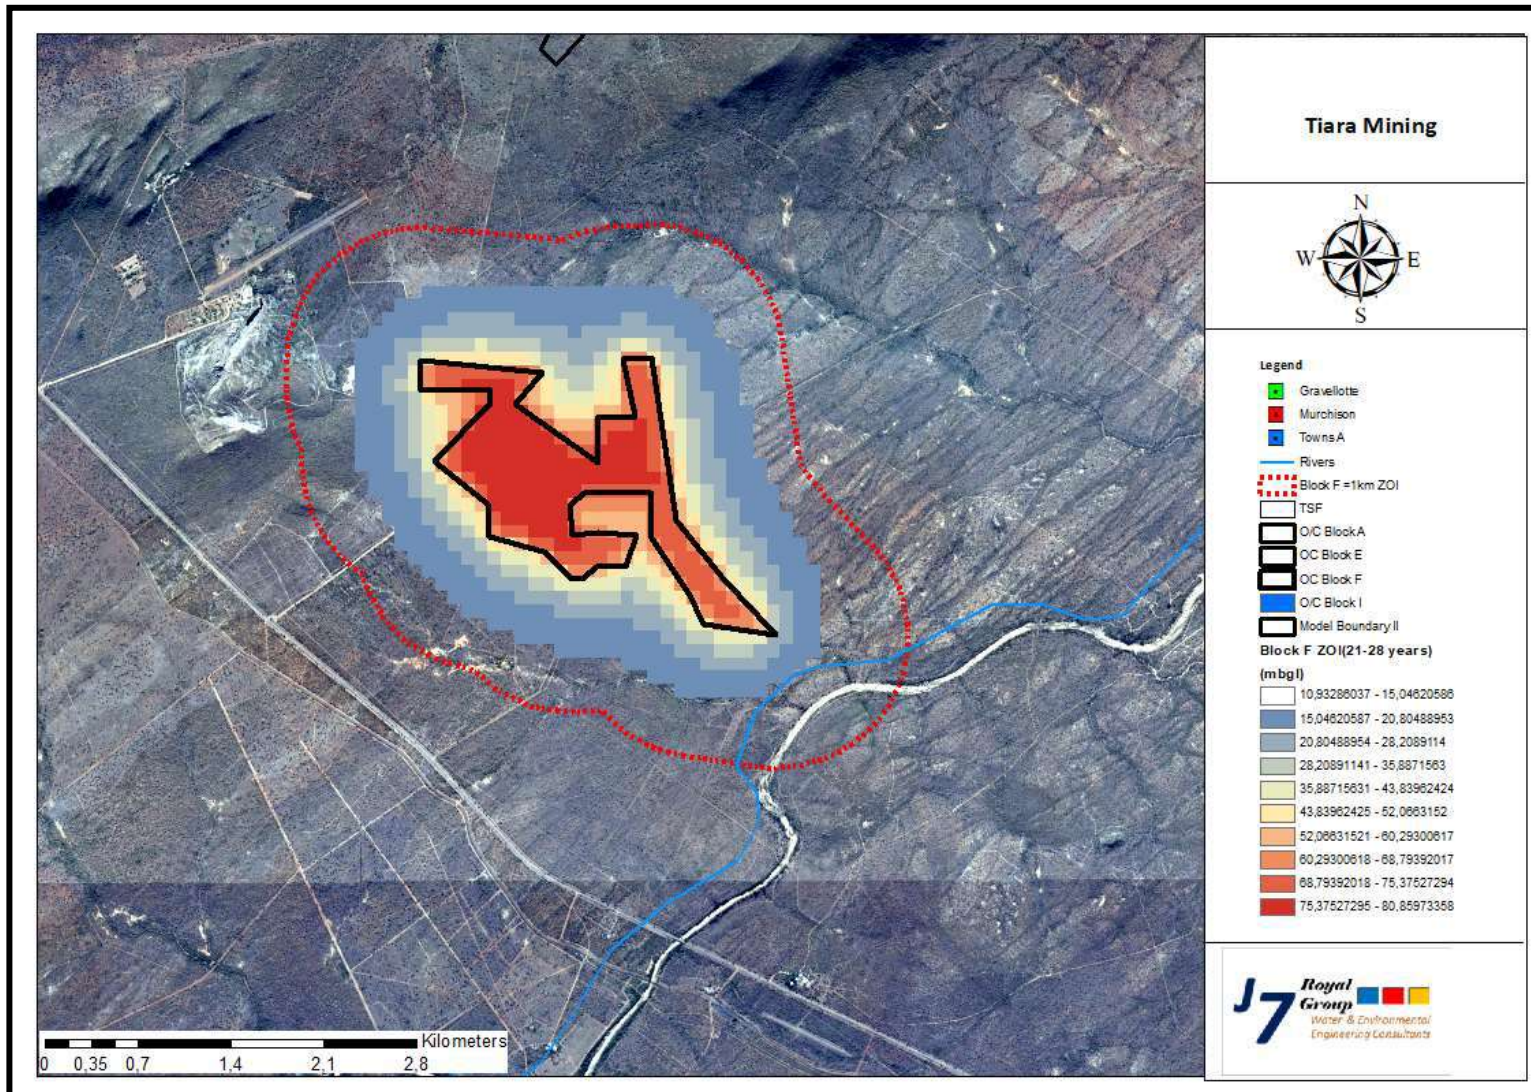 Tiara Mining
N
W
E
S
Legend
Gravellotte
Murchison
Towns A
Rivers
Block F =1km ZOI
TSF
O/C Block A
OC Block E
OC Block F
O/C Block I
Model Boundary II
Block F ZOI(21-28 years)
(mbgl)
10,93286037 - 15,04620586
15,04620587 - 20,80488953
20,80488954 - 28,2089114
28,20891141 - 35,8871563
35,88715631 - 43,83962424
43,83962425 - 52,0663152
52,06631521 - 60,29300617
60,29300618 - 68,79392017
68,79392018 - 75,37527294
75,37527295 - 80,85973358
Kilometers
0 0,35 0,7 1,4 2,1 2,8
J7
Royal
Group
Water & Environmental
Engineering Consultants